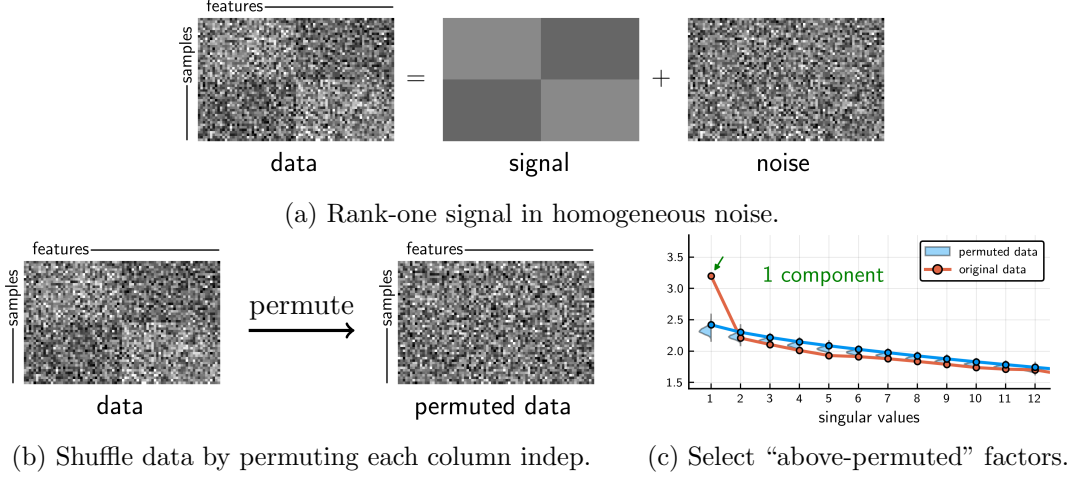 features
samples
=
+
data
signal
noise
(a) Rank-one signal in homogeneous noise.
features
samples
permute
data
features
samples
permuted data
(b) Shuffle data by permuting each column indep.
3.5
3.0
2.5
2.0
1.5
1 component
permuted data
original data
1 2 3 4 5 6 7 8 9 10 11 12
singular values
(c) Select “above-permuted” factors.